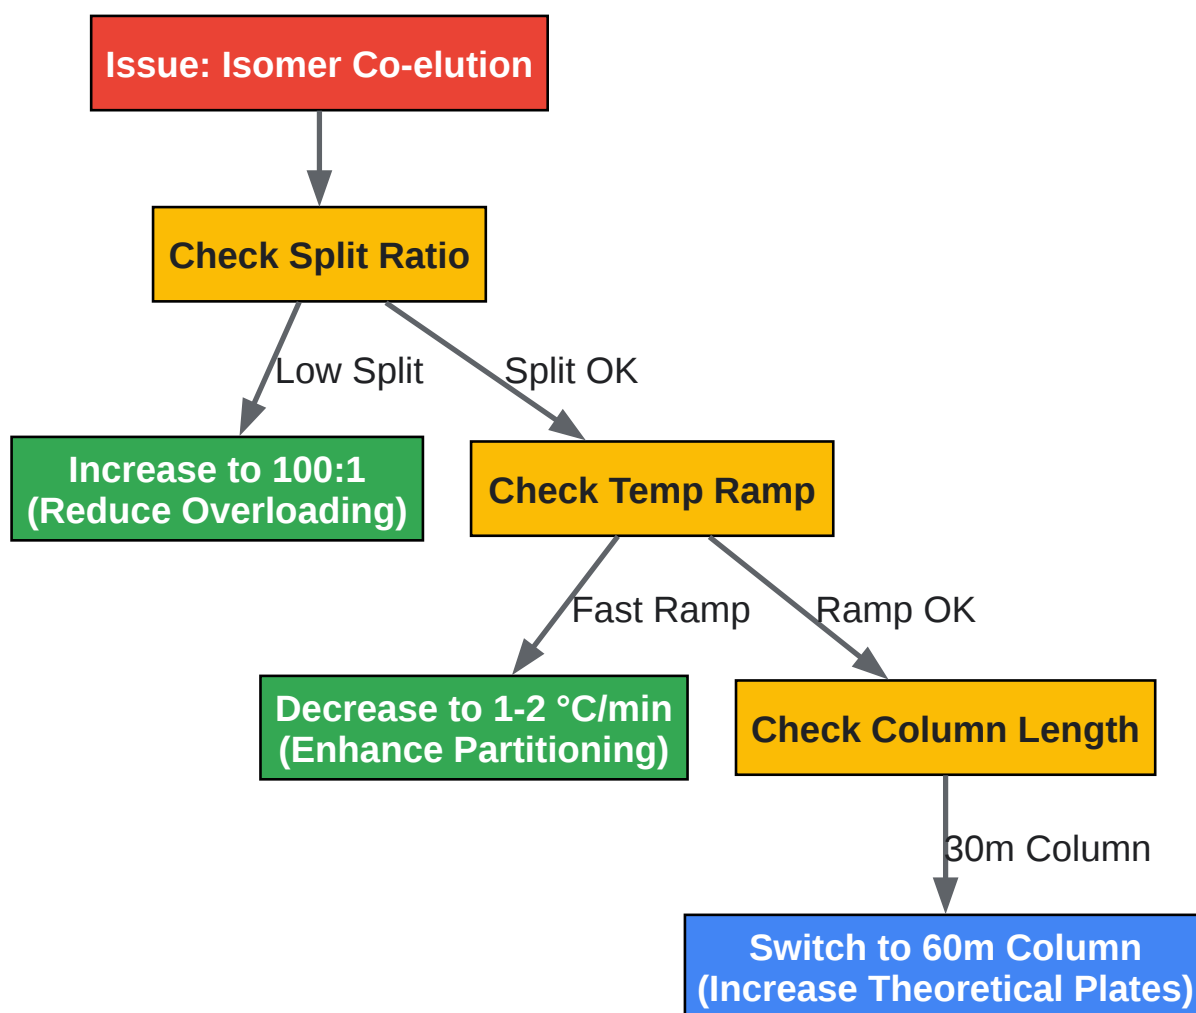 Issue: Isomer Co-elution
Check Split Ratio
Low Split
Split OK
Increase to 100:1
(Reduce Overloading)
Check Temp Ramp
Fast Ramp
Ramp OK
Decrease to 1-2 °C/min
(Enhance Partitioning)
Check Column Length
30m Column
Switch to 60m Column
(Increase Theoretical Plates)